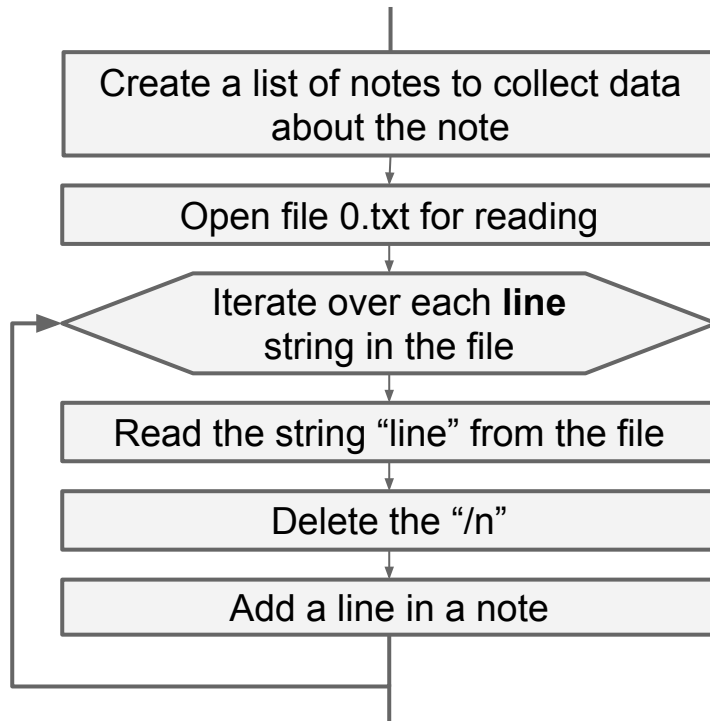 Create a list of notes to collect data
about the note
Open file 0.txt for reading
Iterate over each line
string in the file
Read the string “line” from the file
Delete the “/n”
Add a line in a note